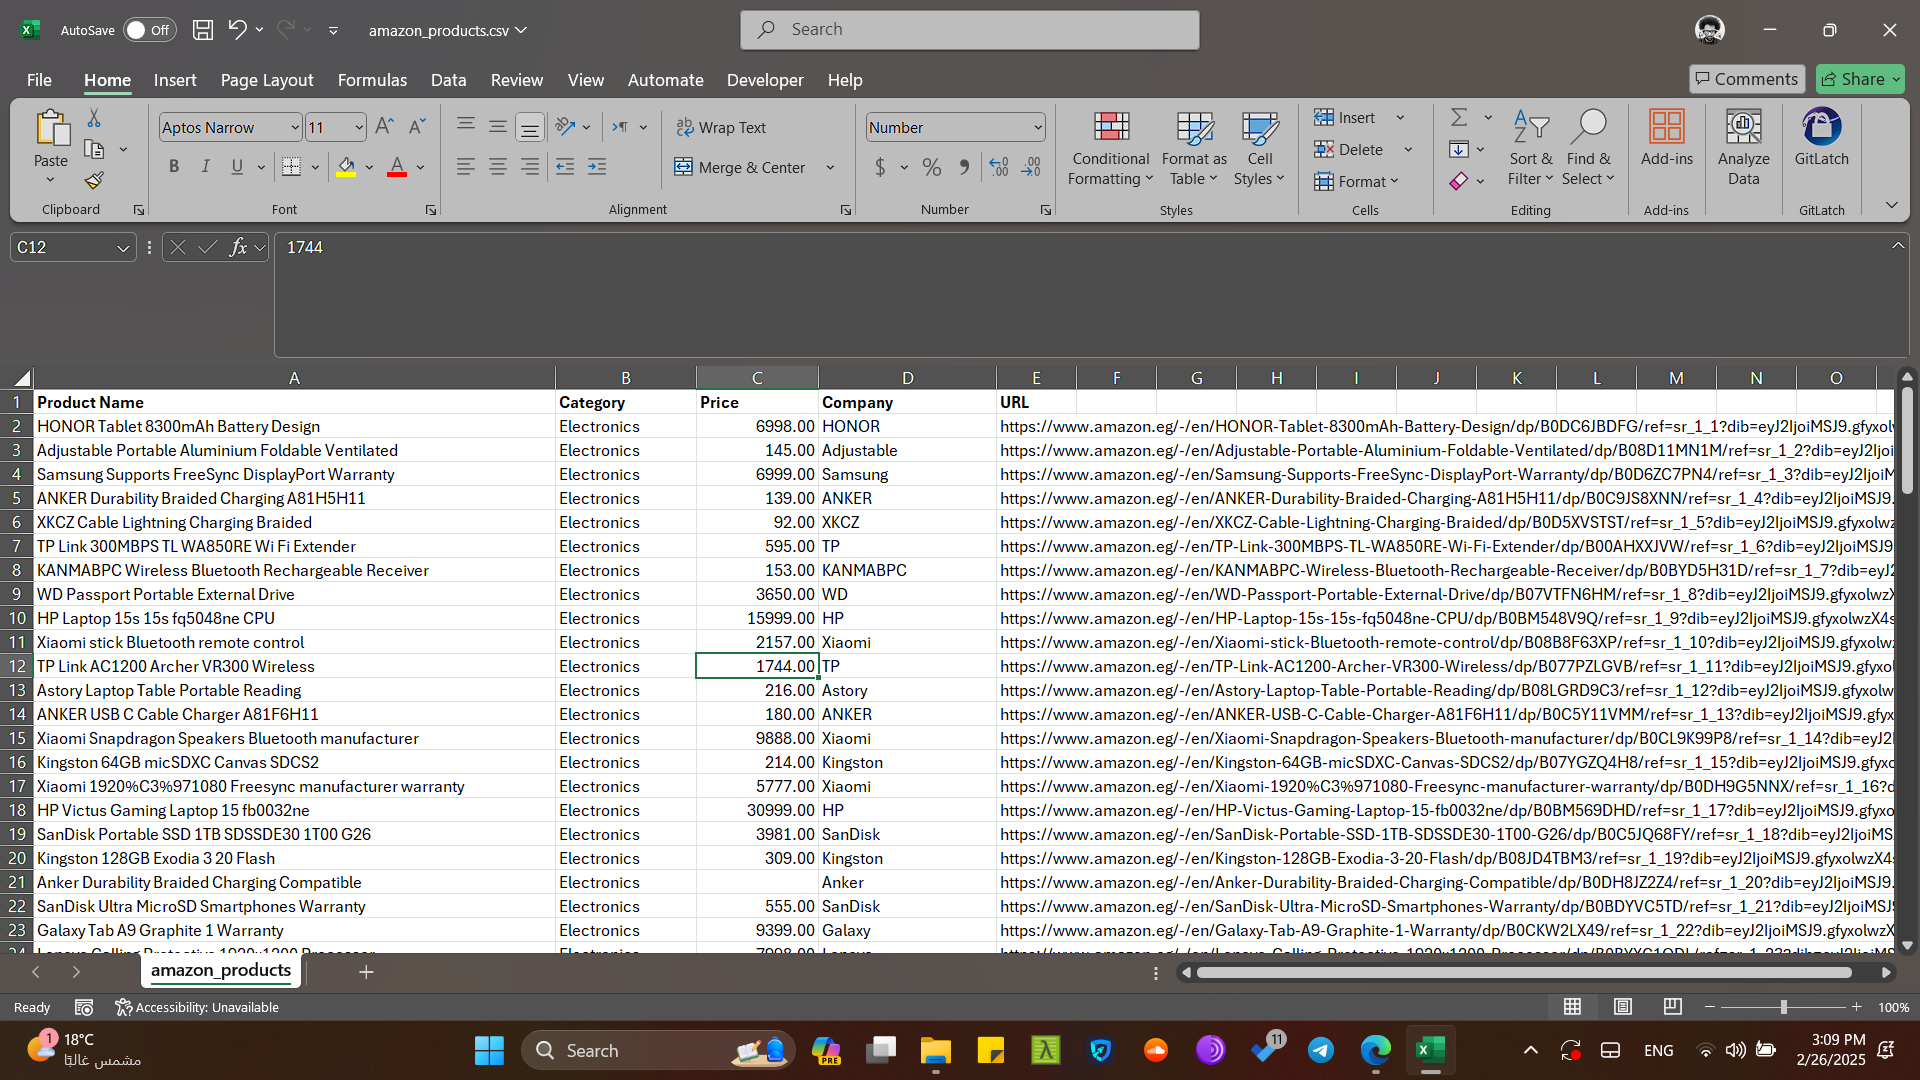 AutoSave Off amazon_products.csv Search
File Home Insert Page Layout Formulas Data Review View Automate Developer Help Comments Share
Paste Aptos Narrow 11 Wrap Text Number Conditional Formatting Format as Table Cell Styles Insert Sort & Filter Find & Select Add-ins Analyze Data GitLatch
B I U Merge & Center $ % Delete
Format
Clipboard Font Alignment Number Styles Cells Editing Add-ins GitLatch
C12 fx 1744
A B C D E F G H I J K L M N O
1 Product Name Category Price Company URL
2 HONOR Tablet 8300mAh Battery Design Electronics 6998.00 HONOR https://www.amazon.eg/-/en/HONOR-Tablet-8300mAh-Battery-Design/dp/B0DC6JBDFG/ref=sr_1_1?dib=eyJ2IjoiMSJ9.gfyxolw
3 Adjustable Portable Aluminium Foldable Ventilated Electronics 145.00 Adjustable https://www.amazon.eg/-/en/Adjustable-Portable-Aluminium-Foldable-Ventilated/dp/B08D11MN1M/ref=sr_1_2?dib=eyJ2Ijoi
4 Samsung Supports FreeSync DisplayPort Warranty Electronics 6999.00 Samsung https://www.amazon.eg/-/en/Samsung-Supports-FreeSync-DisplayPort-Warranty/dp/B0D6ZC7PN4/ref=sr_1_3?dib=eyJ2IjoiM
5 ANKER Durability Braided Charging A81H5H11 Electronics 139.00 ANKER https://www.amazon.eg/-/en/ANKER-Durability-Braided-Charging-A81H5H11/dp/B0C9JS8XNN/ref=sr_1_4?dib=eyJ2IjoiMSJ9.
6 XKCZ Cable Lightning Charging Braided Electronics 92.00 XKCZ https://www.amazon.eg/-/en/XKCZ-Cable-Lightning-Charging-Braided/dp/B0D5XVSTST/ref=sr_1_5?dib=eyJ2IjoiMSJ9.gfyxolwz
7 TP Link 300MBPS TL WA850RE Wi Fi Extender Electronics 595.00 TP https://www.amazon.eg/-/en/TP-Link-300MBPS-TL-WA850RE-Wi-Fi-Extender/dp/B00AHXXJVW/ref=sr_1_6?dib=eyJ2IjoiMSJ9
8 KANMABPC Wireless Bluetooth Rechargeable Receiver Electronics 153.00 KANMABPC https://www.amazon.eg/-/en/KANMABPC-Wireless-Bluetooth-Rechargeable-Receiver/dp/B0BYD5H31D/ref=sr_1_7?dib=eyJ2
9 WD Passport Portable External Drive Electronics 3650.00 WD https://www.amazon.eg/-/en/WD-Passport-Portable-External-Drive/dp/B07VTFN6HM/ref=sr_1_8?dib=eyJ2IjoiMSJ9.gfyxolwzX
10 HP Laptop 15s 15s fq5048ne CPU Electronics 15999.00 HP https://www.amazon.eg/-/en/HP-Laptop-15s-15s-fq5048ne-CPU/dp/B0BM548V9Q/ref=sr_1_9?dib=eyJ2IjoiMSJ9.gfyxolwzX4s
11 Xiaomi stick Bluetooth remote control Electronics 2157.00 Xiaomi https://www.amazon.eg/-/en/Xiaomi-stick-Bluetooth-remote-control/dp/B08B8F63XP/ref=sr_1_10?dib=eyJ2IjoiMSJ9.gfyxolwz
12 TP Link AC1200 Archer VR300 Wireless Electronics 1744.00 TP https://www.amazon.eg/-/en/TP-Link-AC1200-Archer-VR300-Wireless/dp/B077PZLGVB/ref=sr_1_11?dib=eyJ2IjoiMSJ9.gfyxol
13 Astory Laptop Table Portable Reading Electronics 216.00 Astory https://www.amazon.eg/-/en/Astory-Laptop-Table-Portable-Reading/dp/B08LGRD9C3/ref=sr_1_12?dib=eyJ2IjoiMSJ9.gfyxolw
14 ANKER USB C Cable Charger A81F6H11 Electronics 180.00 ANKER https://www.amazon.eg/-/en/ANKER-USB-C-Cable-Charger-A81F6H11/dp/B0C5Y11VMM/ref=sr_1_13?dib=eyJ2IjoiMSJ9.gfyx
15 Xiaomi Snapdragon Speakers Bluetooth manufacturer Electronics 9888.00 Xiaomi https://www.amazon.eg/-/en/Xiaomi-Snapdragon-Speakers-Bluetooth-manufacturer/dp/B0CL9K99P8/ref=sr_1_14?dib=eyJ2I
16 Kingston 64GB micSDXC Canvas SDCS2 Electronics 214.00 Kingston https://www.amazon.eg/-/en/Kingston-64GB-micSDXC-Canvas-SDCS2/dp/B07YGZQ4H8/ref=sr_1_15?dib=eyJ2IjoiMSJ9.gfyxo
17 Xiaomi 1920%C3%971080 Freesync manufacturer warranty Electronics 5777.00 Xiaomi https://www.amazon.eg/-/en/Xiaomi-1920%C3%971080-Freesync-manufacturer-warranty/dp/B0DH9G5NNX/ref=sr_1_16?d
18 HP Victus Gaming Laptop 15 fb0032ne Electronics 30999.00 HP https://www.amazon.eg/-/en/HP-Victus-Gaming-Laptop-15-fb0032ne/dp/B0BM569DHD/ref=sr_1_17?dib=eyJ2IjoiMSJ9.gfyxo
19 SanDisk Portable SSD 1TB SDSSDE30 1T00 G26 Electronics 3981.00 SanDisk https://www.amazon.eg/-/en/SanDisk-Portable-SSD-1TB-SDSSDE30-1T00-G26/dp/B0C5JQ68FY/ref=sr_1_18?dib=eyJ2IjoiMS
20 Kingston 128GB Exodia 3 20 Flash Electronics 309.00 Kingston https://www.amazon.eg/-/en/Kingston-128GB-Exodia-3-20-Flash/dp/B08JD4TBM3/ref=sr_1_19?dib=eyJ2IjoiMSJ9.gfyxolwzX4s
21 Anker Durability Braided Charging Compatible Electronics Anker https://www.amazon.eg/-/en/Anker-Durability-Braided-Charging-Compatible/dp/B0DH8JZ2Z4/ref=sr_1_20?dib=eyJ2IjoiMSJ9.
22 SanDisk Ultra MicroSD Smartphones Warranty Electronics 555.00 SanDisk https://www.amazon.eg/-/en/SanDisk-Ultra-MicroSD-Smartphones-Warranty/dp/B0BDYVC5TD/ref=sr_1_21?dib=eyJ2IjoiMSJ
23 Galaxy Tab A9 Graphite 1 Warranty Electronics 9399.00 Galaxy https://www.amazon.eg/-/en/Galaxy-Tab-A9-Graphite-1-Warranty/dp/B0CKW2LX49/ref=sr_1_22?dib=eyJ2IjoiMSJ9.gfyxolwzX
amazon_products
Ready Accessibility: Unavailable 100%
1 18°C Search PRE 11 ENG 3:09 PM
مشمس غالبًا 2/26/2025